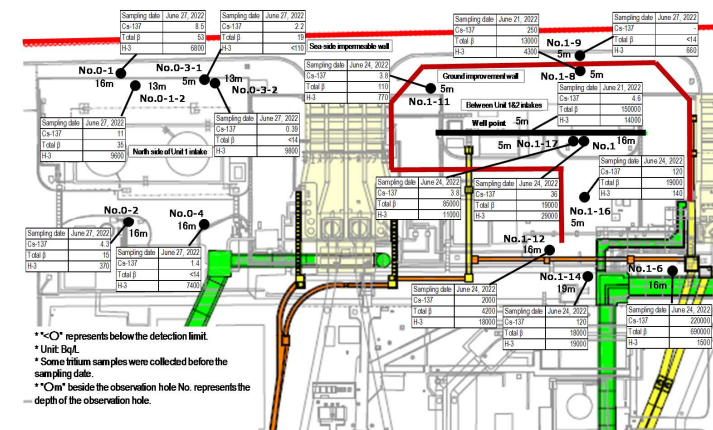 Sampling date June 27, 2022
Cs-137 8.5
Total β 53
H-3 6800
Sampling date June 27, 2022
Cs-137 2.2
Total β 19
H-3 <110
Sea-side impermeable wall
Sampling date June 21, 2022
Cs-137 250
Total β 13000
H-3 4300
No.1-9
5m
Sampling date June 27, 2022
Cs-137 -
Total β <14
H-3 660
No.0-1
16m
13m
No.0-1-2
No.0-3-1
5m
13m
No.0-3-2
Sampling date June 24, 2022
Cs-137 3.8
Total β 110
H-3 770
5m
No.1-11
Ground improvement wall
No.1-8
5m
Between Unit 1&2 intakes
Sampling date June 21, 2022
Cs-137 4.6
Total β 150000
H-3 14000
Well point 5m
Sampling date June 27, 2022
Cs-137 11
Total β 35
H-3 9600
North side of Unit 1 intake
Sampling date June 27, 2022
Cs-137 0.39
Total β <14
H-3 9800
5m No.1-17
No.1
16m
Sampling date June 24, 2022
Cs-137 120
Total β 19000
H-3 140
Sampling date June 24, 2022
Cs-137 3.8
Total β 85000
H-3 11000
Sampling date June 24, 2022
Cs-137 36
Total β 19000
H-3 29000
No.1-16
5m
No.0-2
16m
No.0-4
16m
Sampling date June 27, 2022
Cs-137 4.3
Total β 15
H-3 370
Sampling date June 27, 2022
Cs-137 1.4
Total β <14
H-3 7400
No.1-12
16m
No.1-14
19m
No.1-6
16m
Sampling date June 24, 2022
Cs-137 2000
Total β 4200
H-3 18000
Sampling date June 24, 2022
Cs-137 120
Total β 18000
H-3 19000
Sampling date June 24, 2022
Cs-137 220000
Total β 690000
H-3 1500
* "<○" represents below the detection limit.
* Unit: Bq/L
* Some tritium samples were collected before the
sampling date.
* "○m" beside the observation hole No. represents the
depth of the observation hole.